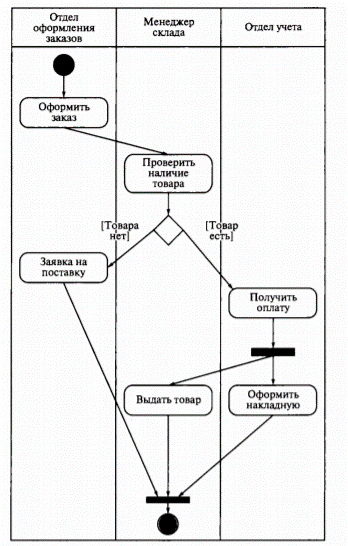 Отдел
оформления
заказов
Менеджер
склада
Отдел учета
Оформить
заказ
Проверить
наличие
товара
[Товара
нет]
[Товар
есть]
Заявка на
поставку
Получить
оплату
Выдать товар
Оформить
накладную